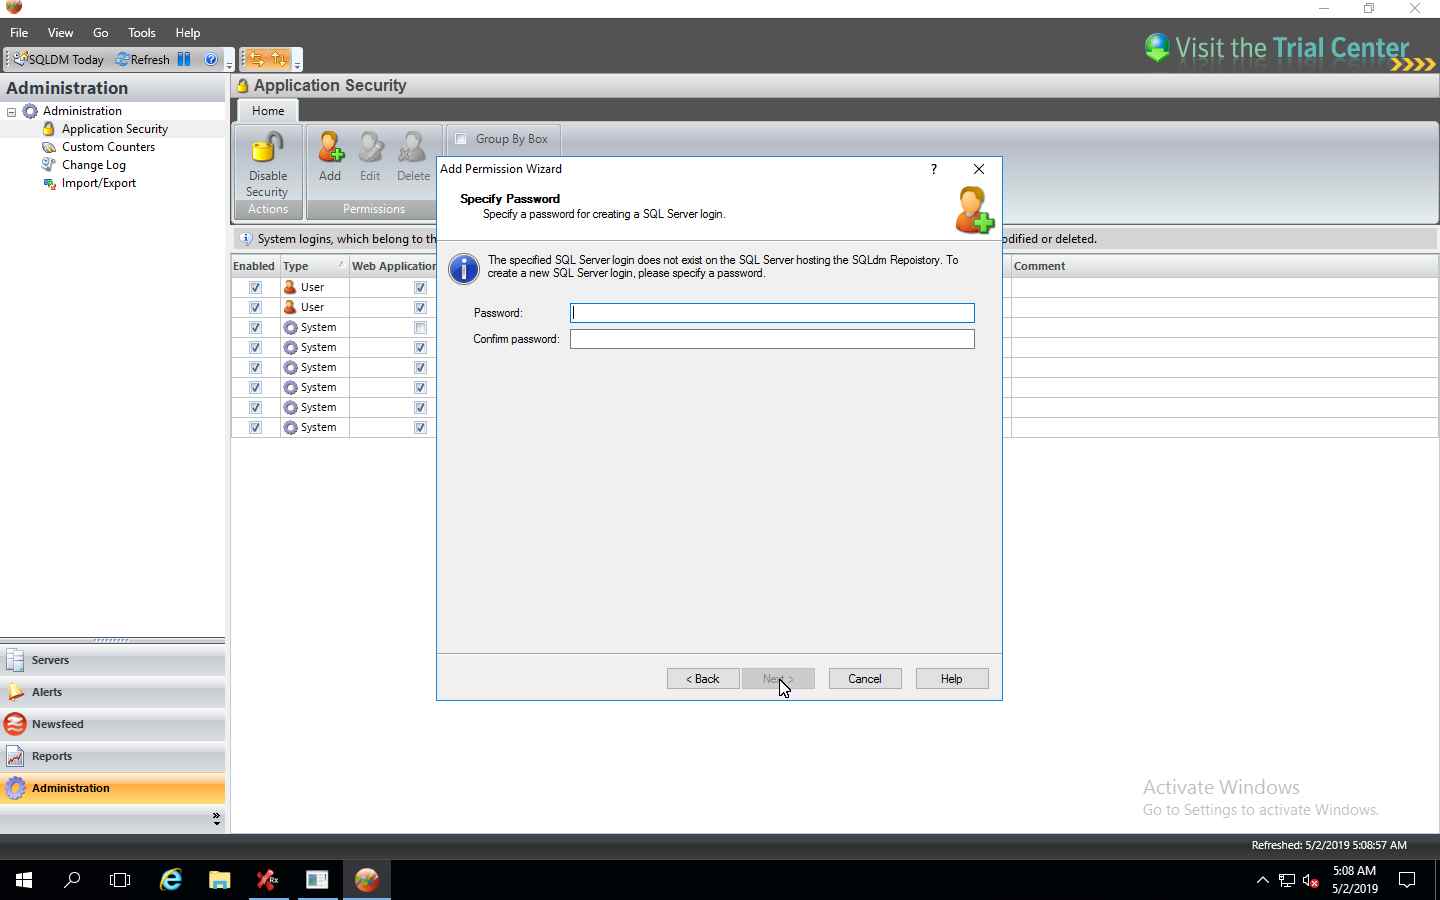 File View Go Tools Help
SQLDM Today Refresh
Visit the Trial Center
Administration
Application Security
Administration
Application Security
Custom Counters
Change Log
Import/Export
Home
Disable Security
Add
Edit
Delete
Group By Box
Actions
Permissions
System logins, which belong to th
odified or deleted.
Enabled Type Web Application Comment
User
User
System
System
System
System
System
System
Add Permission Wizard
?
Specify Password
Specify a password for creating a SQL Server login.
The specified SQL Server login does not exist on the SQL Server hosting the SQLdm Repoistory. To
create a new SQL Server login, please specify a password.
Password:
Confirm password:
< Back
Next >
Cancel
Help
Servers
Alerts
Newsfeed
Reports
Administration
Activate Windows
Go to Settings to activate Windows.
Refreshed: 5/2/2019 5:08:57 AM
Rx
5:08 AM
5/2/2019